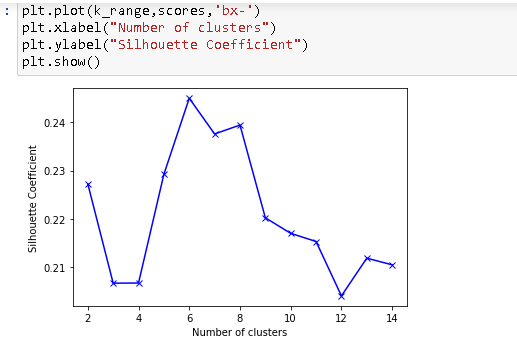 :
plt.plot(k_range,scores,'bx-')
plt.xlabel("Number of clusters")
plt.ylabel("Silhouette Coefficient")
plt.show()
0.24
0.23
0.22
0.21
Silhouette Coefficient
2 4 6 8 10 12 14
Number of clusters